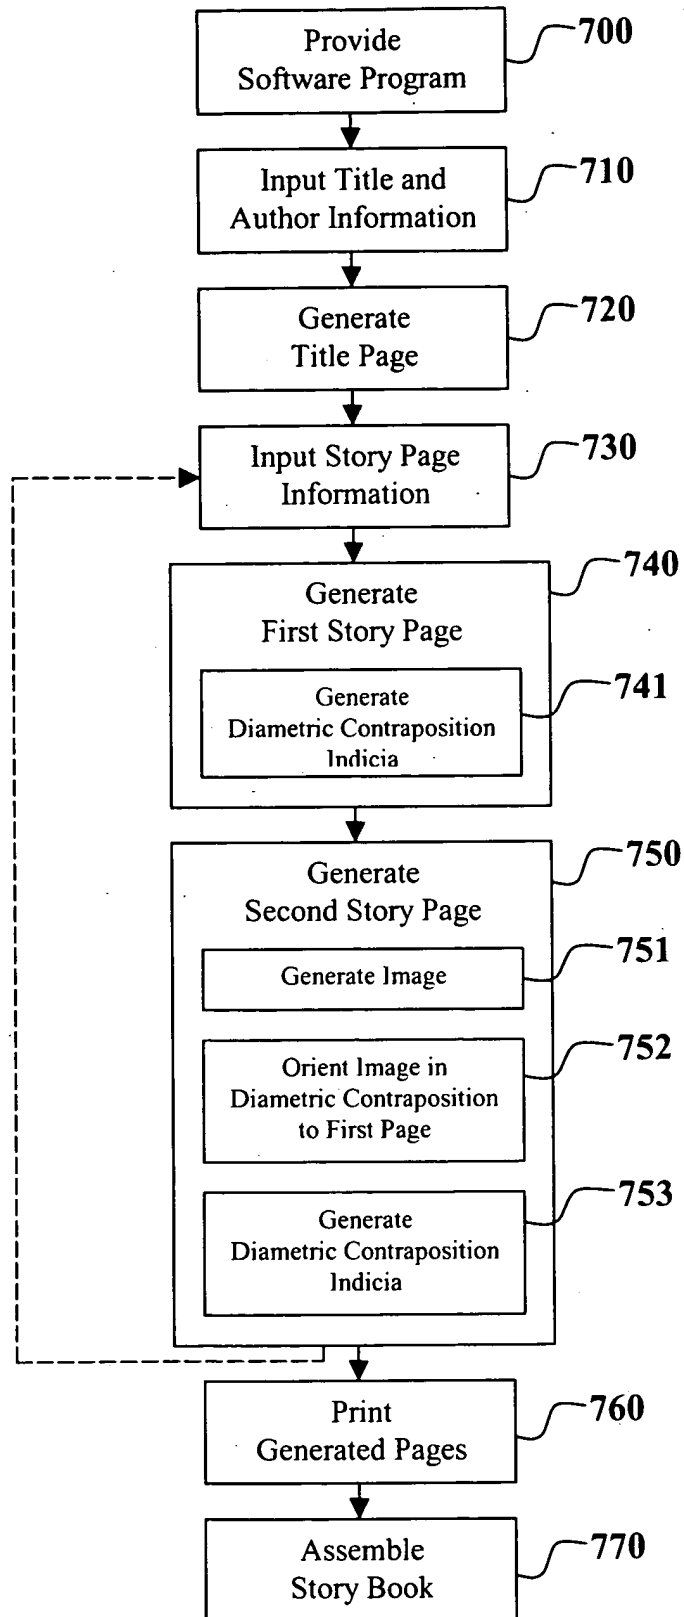 Provide
Software Program
700
Input Title and
Author Information
710
Generate
Title Page
720
Input Story Page
Information
730
Generate
First Story Page
740
Generate
Diametric Contraposition
Indicia
741
Generate
Second Story Page
750
Generate Image
751
Orient Image in
Diametric Contraposition
to First Page
752
Generate
Diametric Contraposition
Indicia
753
Print
Generated Pages
760
Assemble
Story Book
770